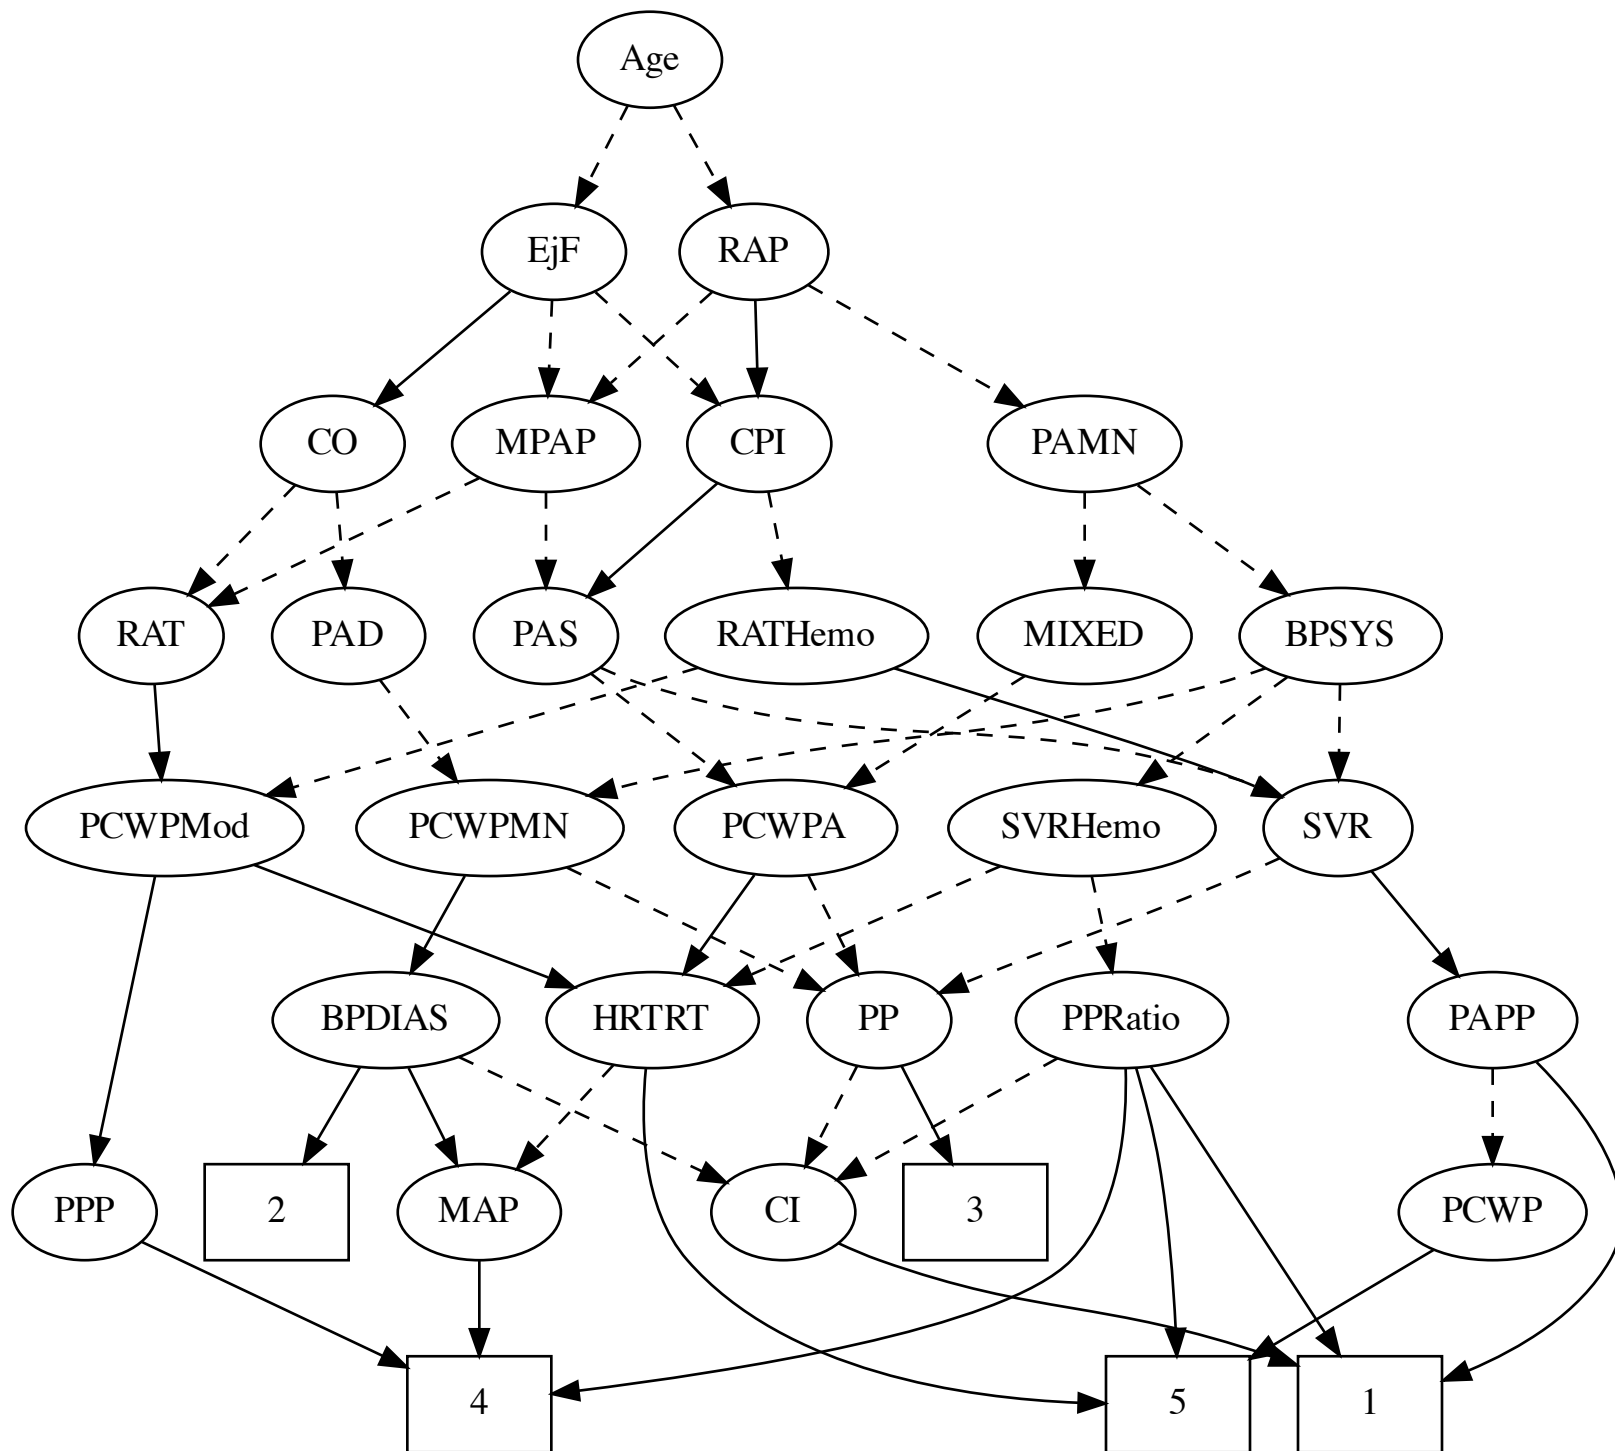 Age
EjF
RAP
CO
MPAP
CPI
PAMN
RAT
PAD
PAS
RATHemo
MIXED
BPSYS
PCWPMod
PCWPMN
PCWPA
SVRHemo
SVR
BPDIAS
HRTRT
PP
PPRatio
PAPP
PPP
2
MAP
CI
3
PCWP
4
5
1